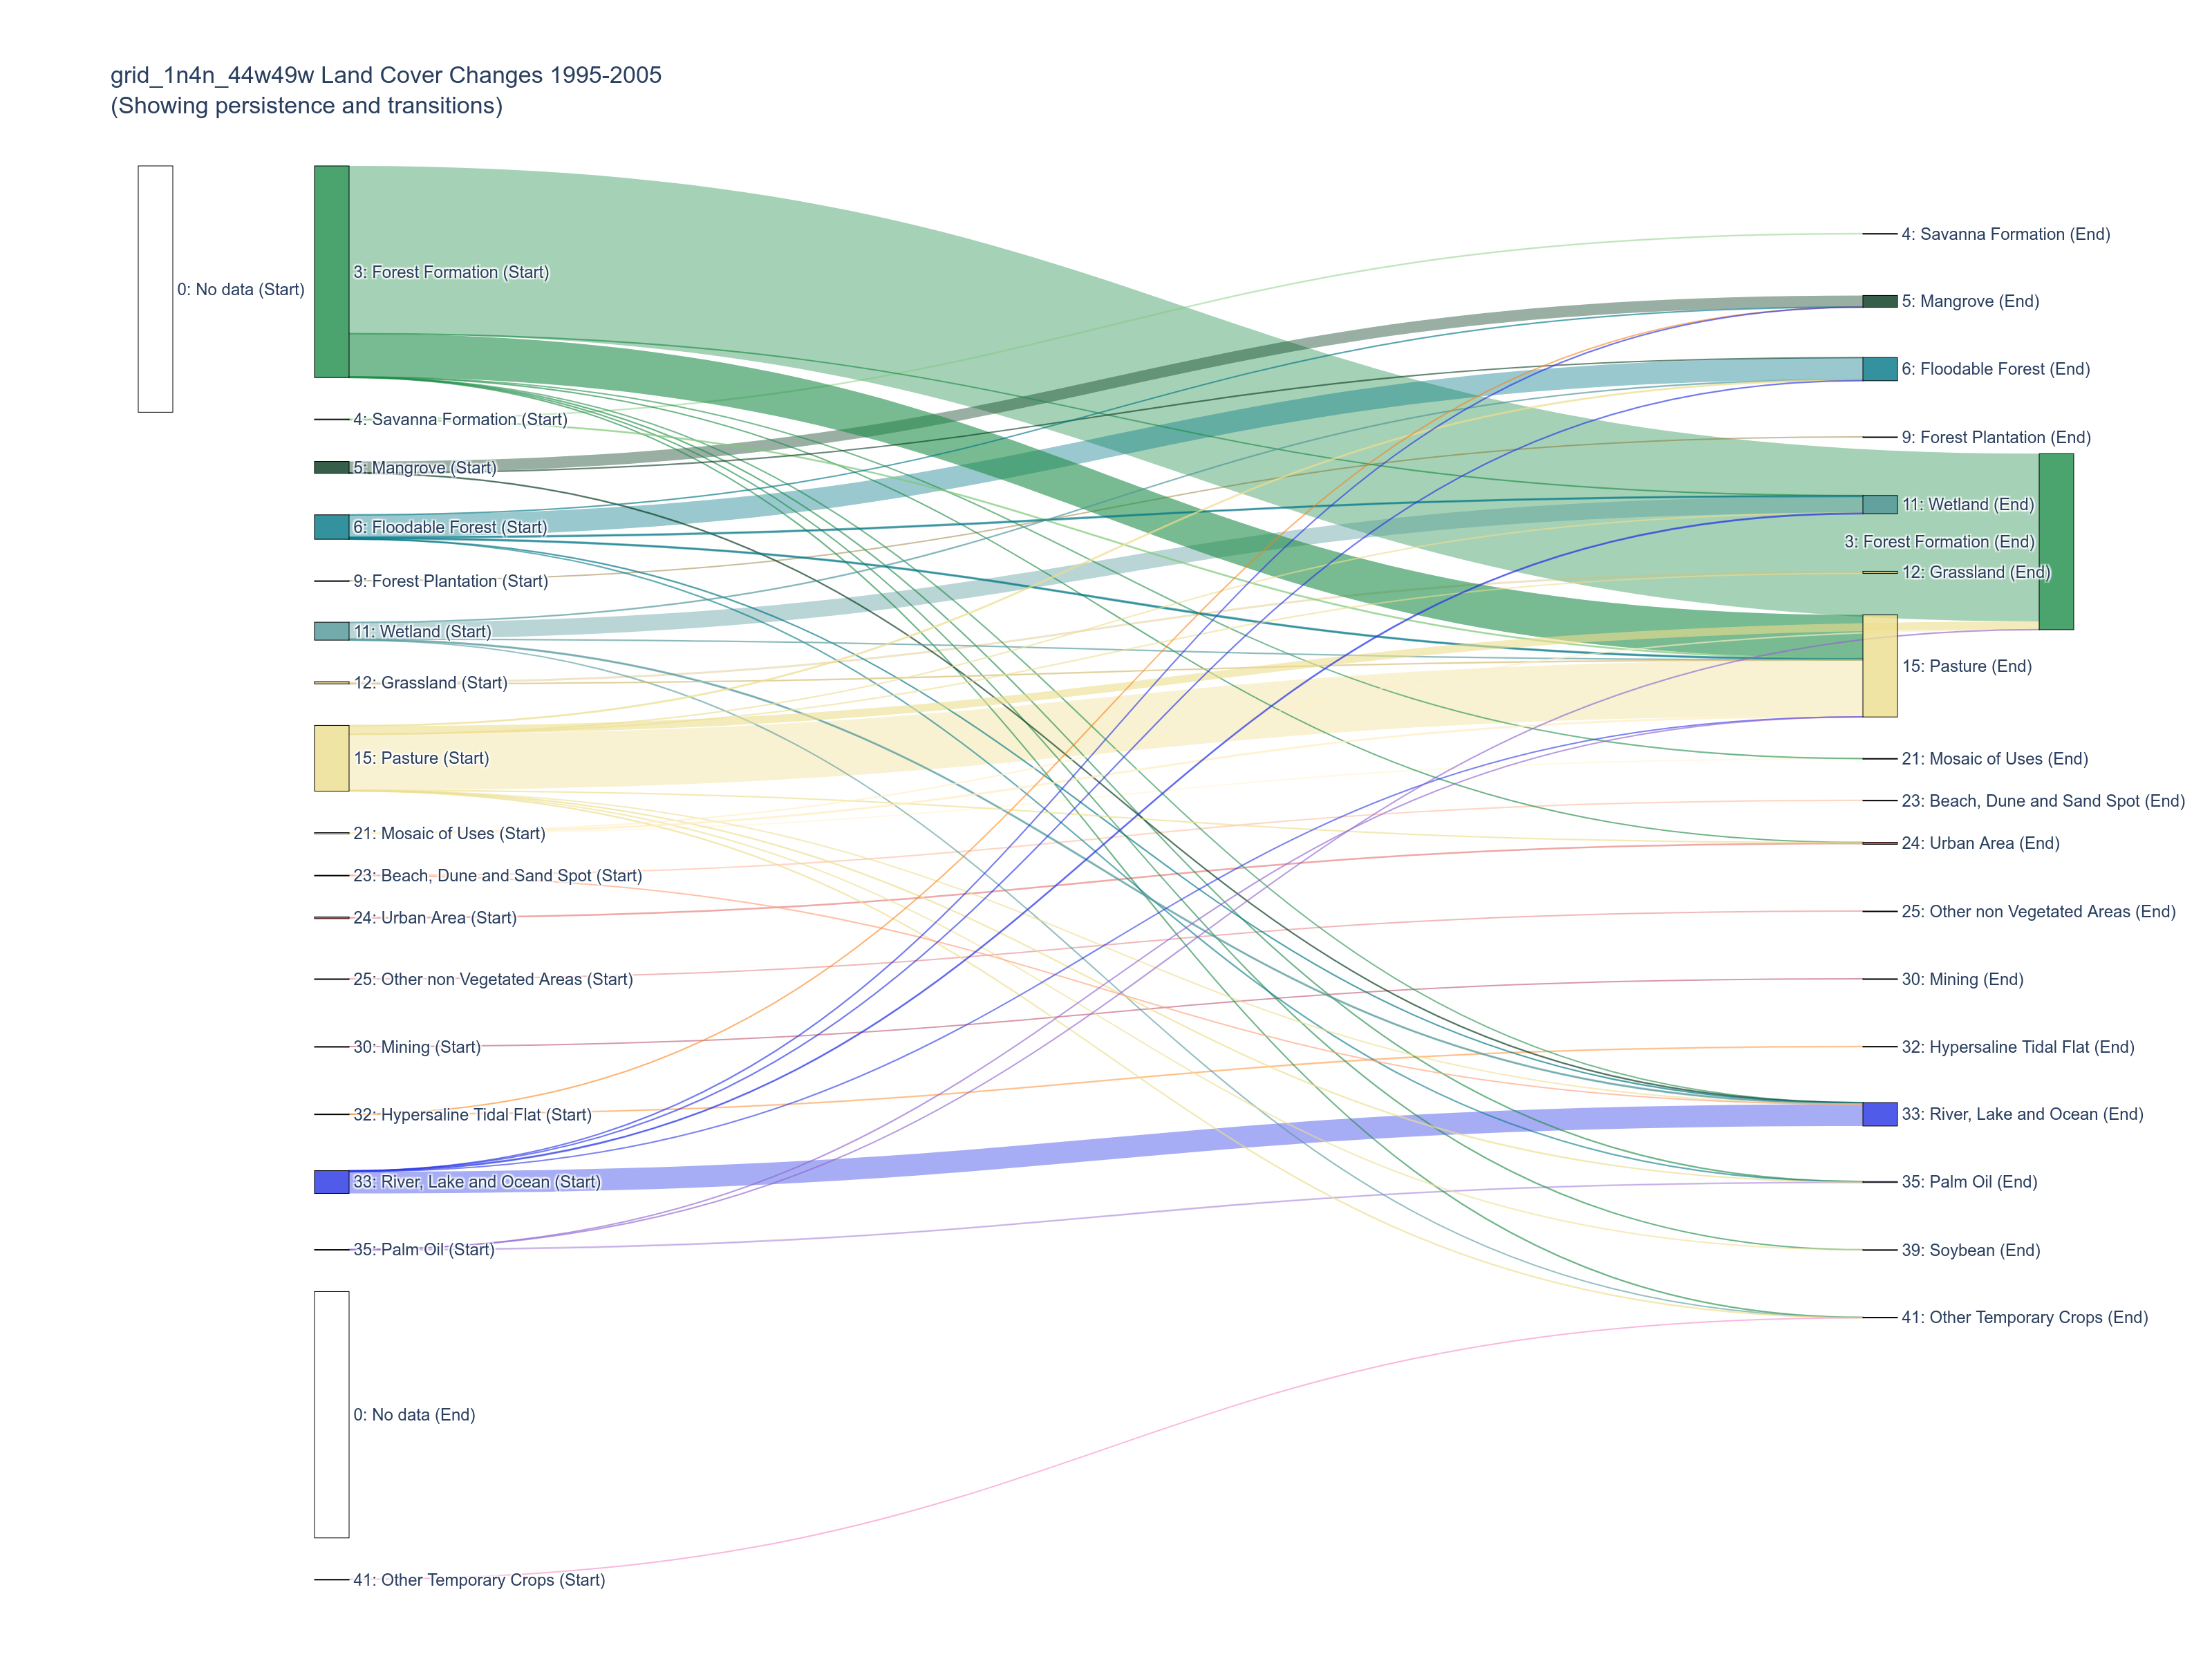 grid_1n4n_44w49w Land Cover Changes 1995-2005
(Showing persistence and transitions)
0: No data (Start)
3: Forest Formation (Start)
4: Savanna Formation (Start)
5: Mangrove (Start)
6: Floodable Forest (Start)
9: Forest Plantation (Start)
11: Wetland (Start)
12: Grassland (Start)
15: Pasture (Start)
21: Mosaic of Uses (Start)
23: Beach, Dune and Sand Spot (Start)
24: Urban Area (Start)
25: Other non Vegetated Areas (Start)
30: Mining (Start)
32: Hypersaline Tidal Flat (Start)
33: River, Lake and Ocean (Start)
35: Palm Oil (Start)
0: No data (End)
41: Other Temporary Crops (Start)
4: Savanna Formation (End)
5: Mangrove (End)
6: Floodable Forest (End)
9: Forest Plantation (End)
11: Wetland (End)
3: Forest Formation (End)
12: Grassland (End)
15: Pasture (End)
21: Mosaic of Uses (End)
23: Beach, Dune and Sand Spot (End)
24: Urban Area (End)
25: Other non Vegetated Areas (End)
30: Mining (End)
32: Hypersaline Tidal Flat (End)
33: River, Lake and Ocean (End)
35: Palm Oil (End)
39: Soybean (End)
41: Other Temporary Crops (End)